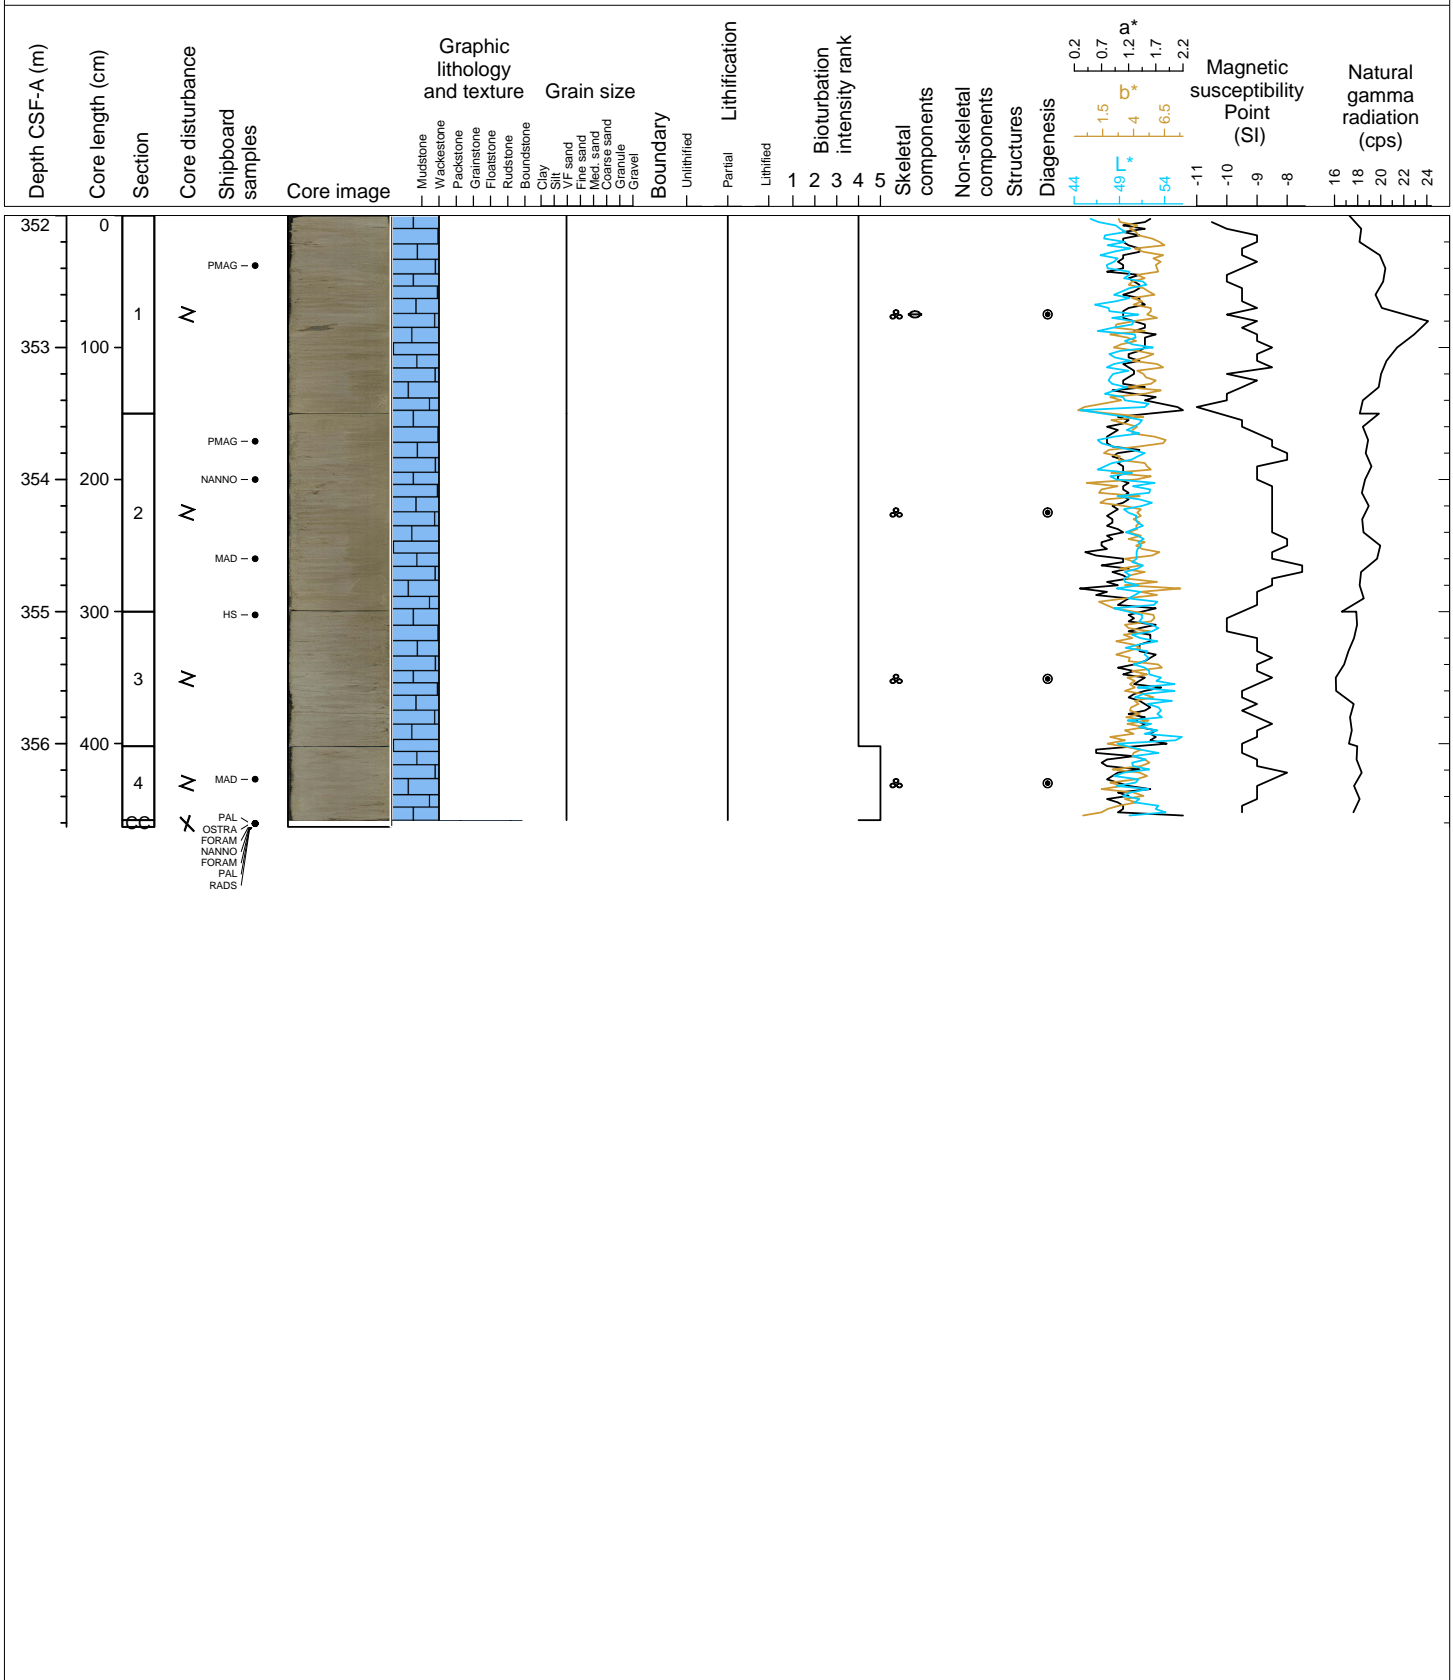 Depth CSF-A (m)
Core length (cm)
Section
Core disturbance
Shipboard
samples
Core image
Graphic
lithology
and texture
Mudstone
Wackestone
Packstone
Grainstone
Floatstone
Rudstone
Boundstone
Grain size
Clay
Silt
VF sand
Fine sand
Med. sand
Coarse sand
Granule
Gravel
Boundary
Lithification
Unlithified
Partial
Lithified
Bioturbation
intensity rank
1 2 3 4 5
Skeletal
components
Non-skeletal
components
Structures
Diagenesis
a*
0.2 0.7 1.2 1.7 2.2
b*
1.5 4 6.5
L*
44 49 54
Magnetic
susceptibility
Point
(SI)
-11 -10 -9 -8
Natural
gamma
radiation
(cps)
16 18 20 22 24
352 0
PMAG
1
353 100
PMAG
354 200 NANNO
2
MAD
355 300 HS
3
356 400
4 MAD
CC
PAL
OSTRA
FORAM
NANNO
FORAM
PAL
RADS